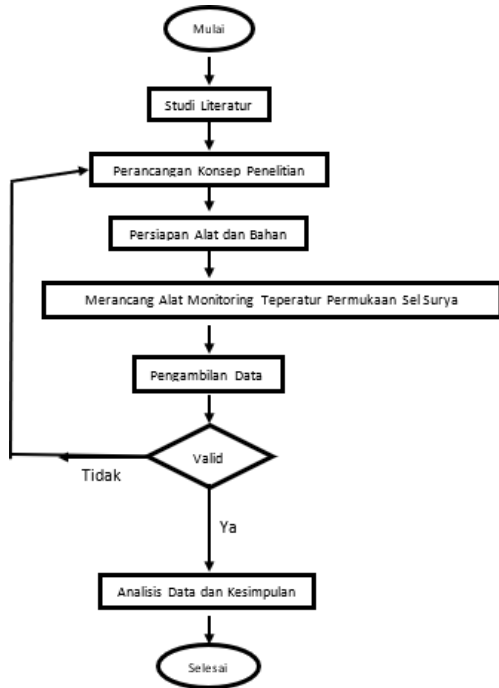 Mulai
Studi Literatur
Perancangan Konsep Penelitian
Persiapan Alat dan Bahan
Merancang Alat Monitoring Teperatur Permukaan Sel Surya
Pengambilan Data
Valid
Tidak
Ya
Analisis Data dan Kesimpulan
Selesai